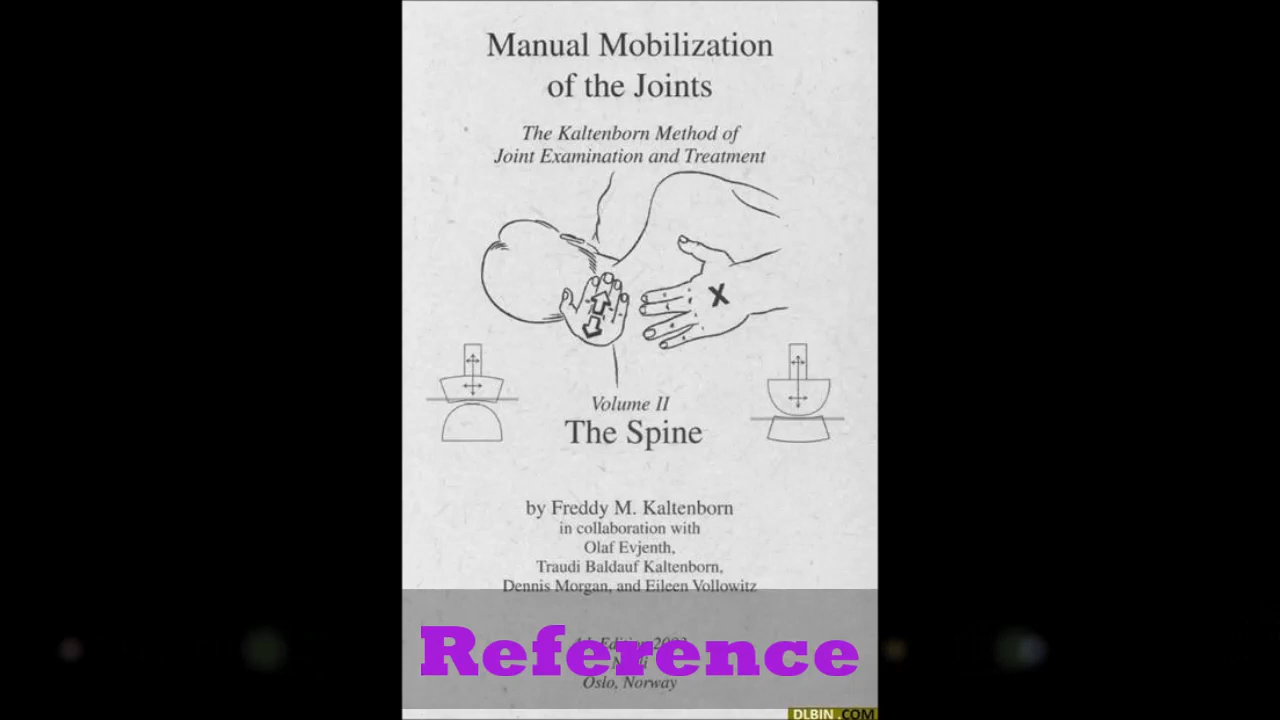 Manual Mobilization
of the Joints
The Kaltenborn Method of
Joint Examination and Treatment
X
Volume II
The Spine
by Freddy M. Kaltenborn
in collaboration with
Olaf Evjenth,
Traudi Baldauf Kaltenborn,
Dennis Morgan, and Eileen Vollowitz
Reference
Oslo, Norway
DLBIN.COM